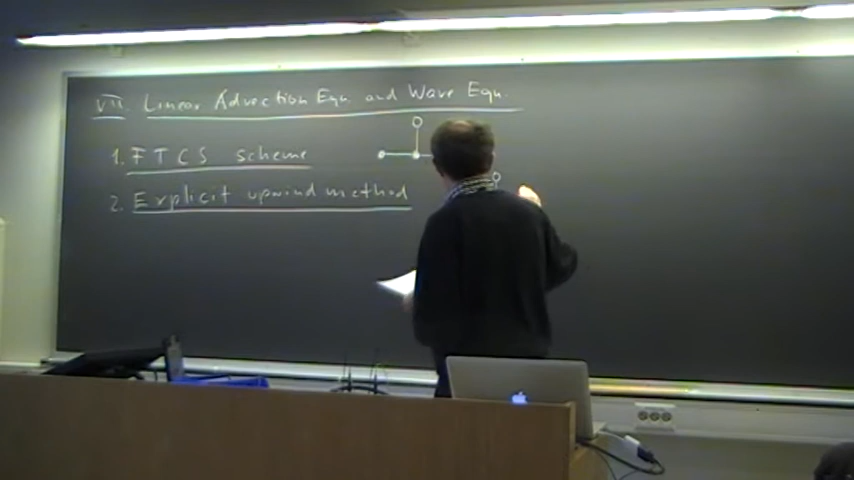 VII. Linear Advection Eqn. and Wave Eqn.
1. FTCS scheme
2. Explicit upwind method